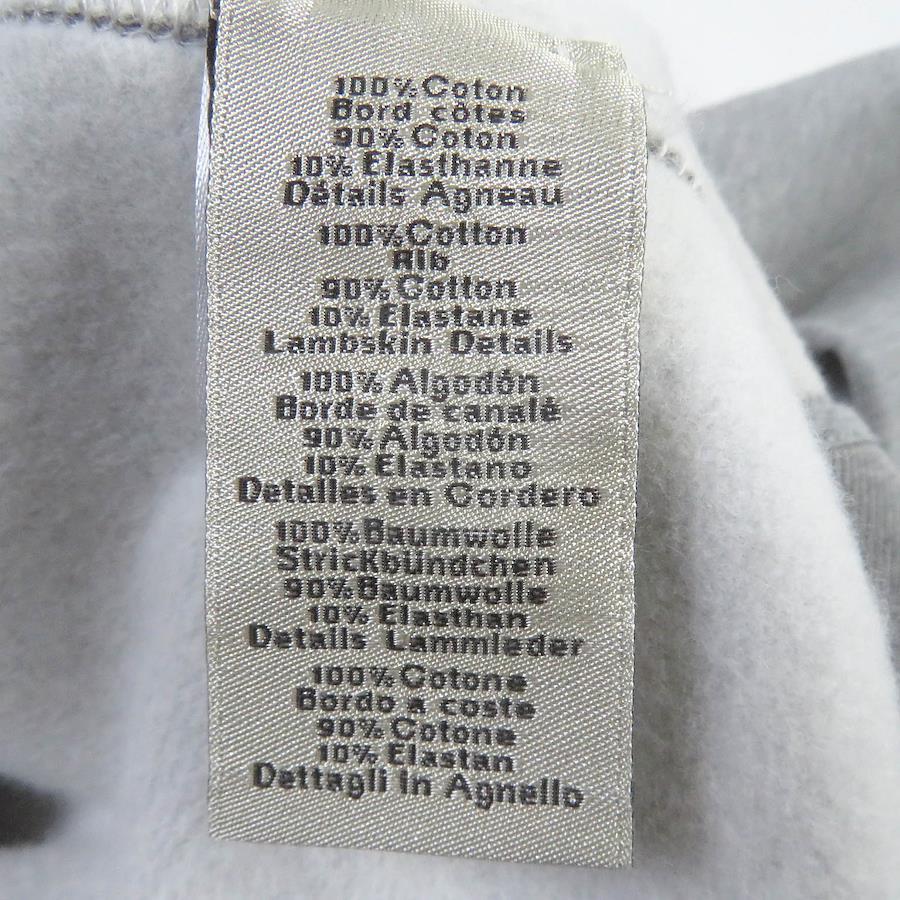 100% Coton
Bord côtes
90% Coton
10% Elasthanne
Détails Agneau
100% Cotton
Rib
90% Cotton
10% Elastane
Lambskin Details
100% Algodón
Borde de canalé
90% Algodón
10% Elastano
Detalles en Cordero
100% Baumwolle
Strickbündchen
90% Baumwolle
10% Elasthan
Details Lammleder
100% Cotone
Bordo a coste
90% Cotone
10% Elastan
Dettagli in Agnello